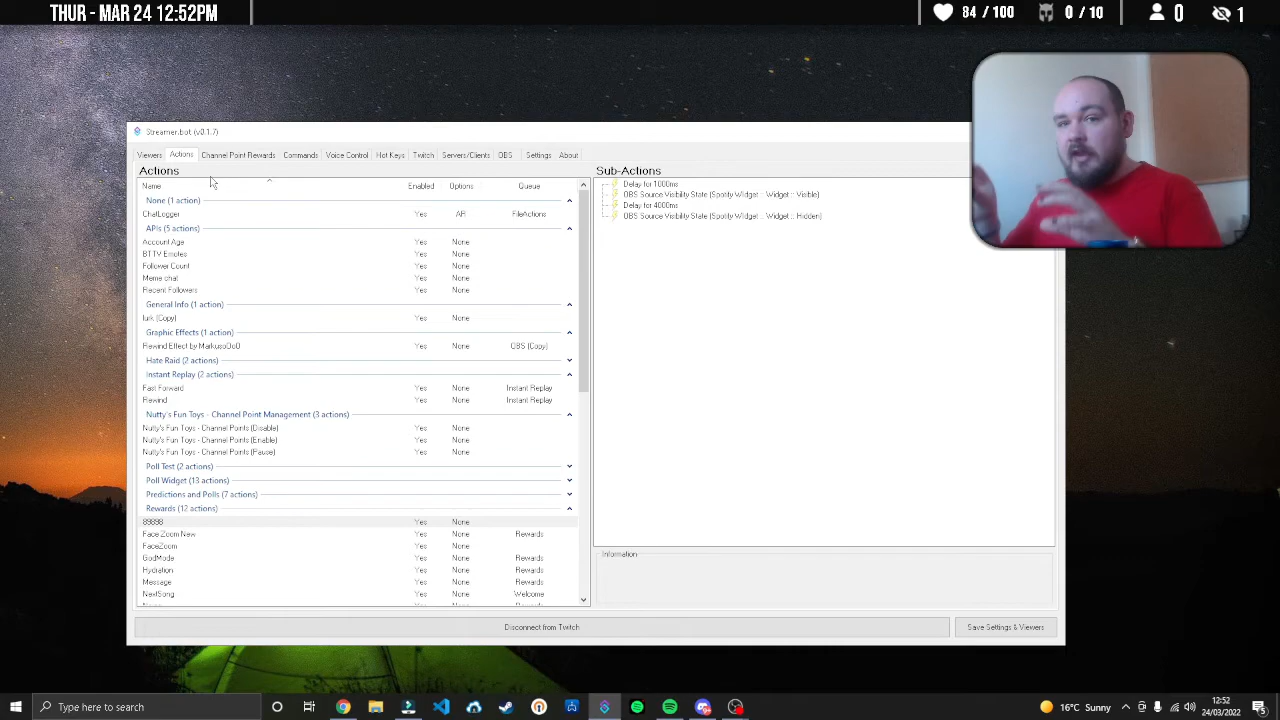 THUR - MAR 24 12:52PM
84 / 100
0 / 10
0
1
Streamer.bot (v0.1.7)
Viewers Actions Channel Point Rewards Commands Voice Control Hot Keys Twitch Servers/Clients OBS Settings About
Actions
Name Enabled Options Queue
None (1 action)
ChatLogger Yes AR FileActions
APIs (5 actions)
Account Age Yes None
BTTV Emotes Yes None
Follower Count Yes None
Meme chat Yes None
Recent Followers Yes None
General Info (1 action)
lurk (Copy) Yes None
Graphic Effects (1 action)
Rewind Effect by MarkusoOoO Yes None OBS (Copy)
Hate Raid (2 actions)
Instant Replay (2 actions)
Fast Forward Yes None Instant Replay
Rewind Yes None Instant Replay
Nutty's Fun Toys - Channel Point Management (3 actions)
Nutty's Fun Toys - Channel Points (Disable) Yes None
Nutty's Fun Toys - Channel Points (Enable) Yes None
Nutty's Fun Toys - Channel Points (Pause) Yes None
Poll Test (2 actions)
Poll Widget (13 actions)
Predictions and Polls (7 actions)
Rewards (12 actions)
89898 Yes None
Face Zoom New Yes None Rewards
FaceZoom Yes None
GodMode Yes None Rewards
Hydration Yes None Rewards
Message Yes None Rewards
NextSong Yes None Welcome
Sub-Actions
Delay for 1000ms
OBS Source Visibility State (Spotify Widget :: Widget :: Visible)
Delay for 4000ms
OBS Source Visibility State (Spotify Widget :: Widget :: Hidden)
Information
Disconnect from Twitch
Save Settings & Viewers
Type here to search
16°C Sunny
12:52
24/03/2022